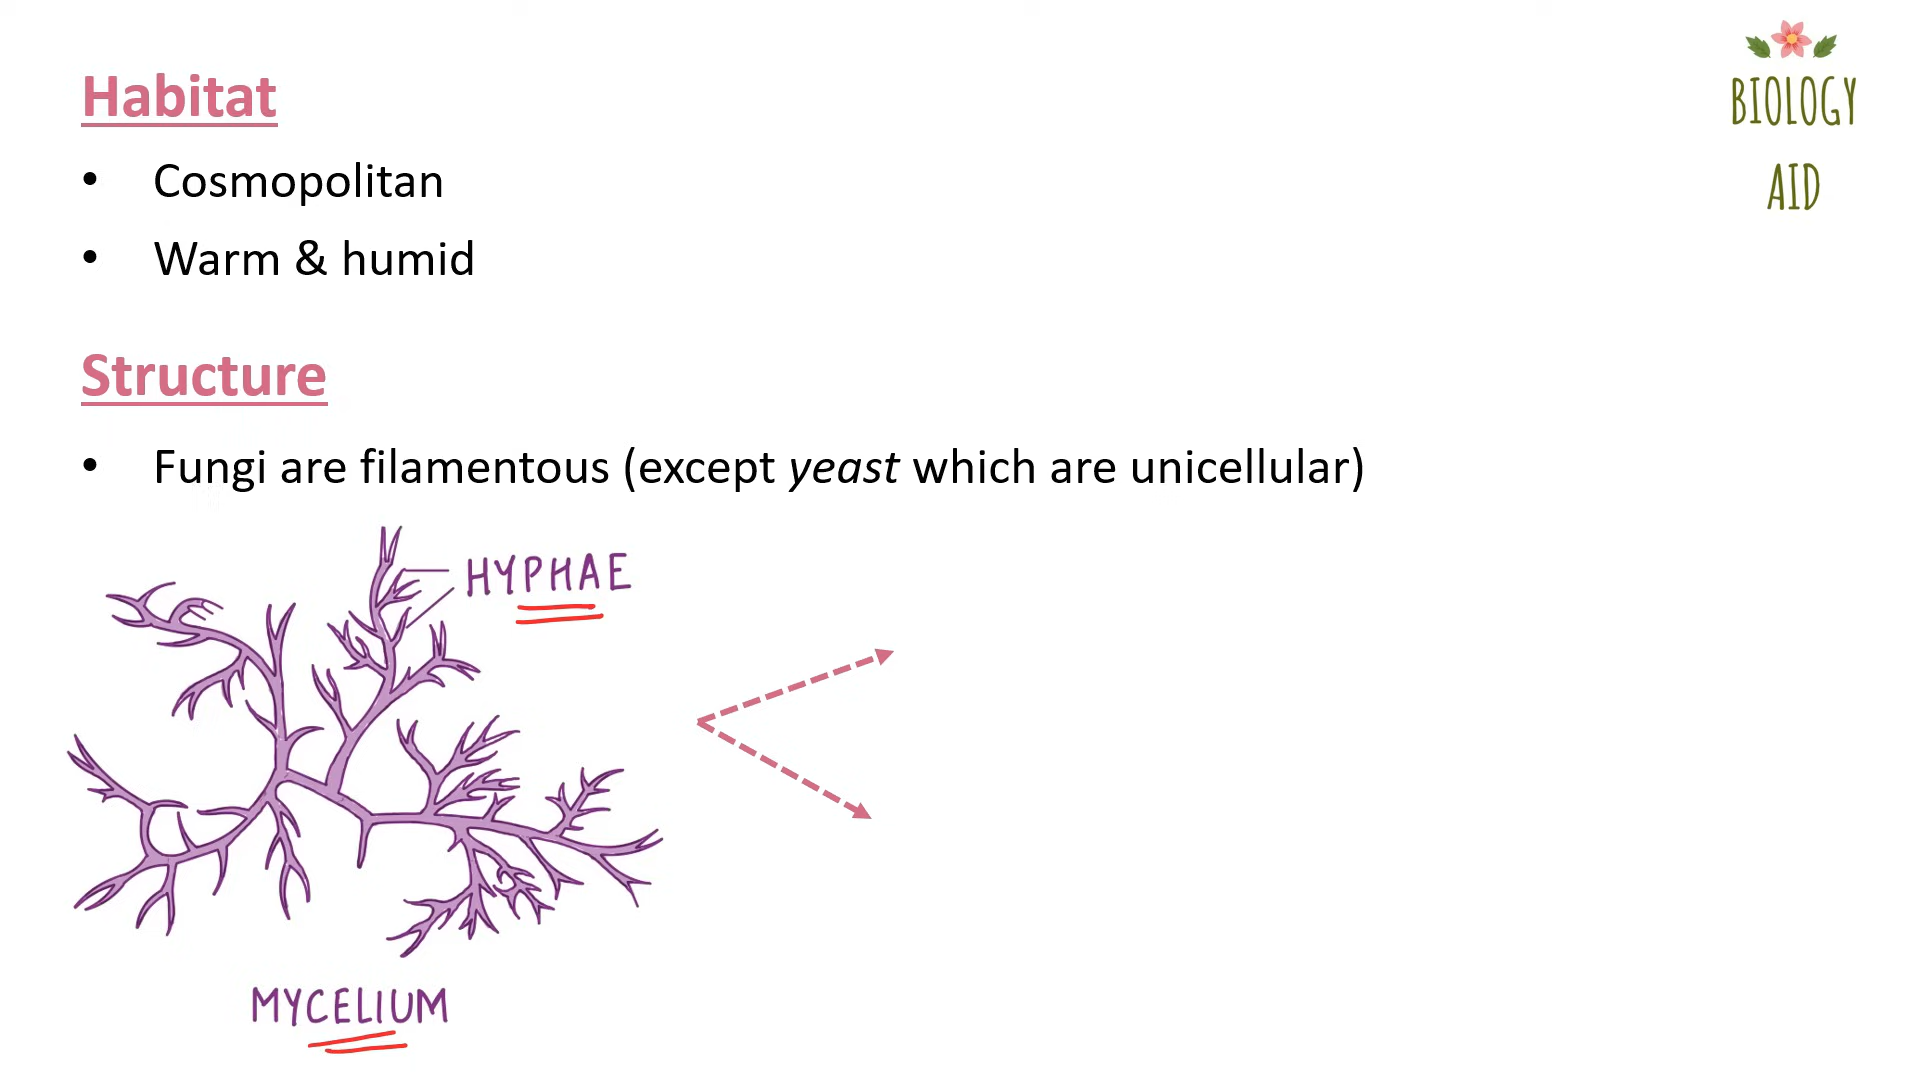 Habitat
• Cosmopolitan
• Warm & humid
Structure
• Fungi are filamentous (except yeast which are unicellular)
HYPHAE
MYCELIUM
BIOLOGY
AID